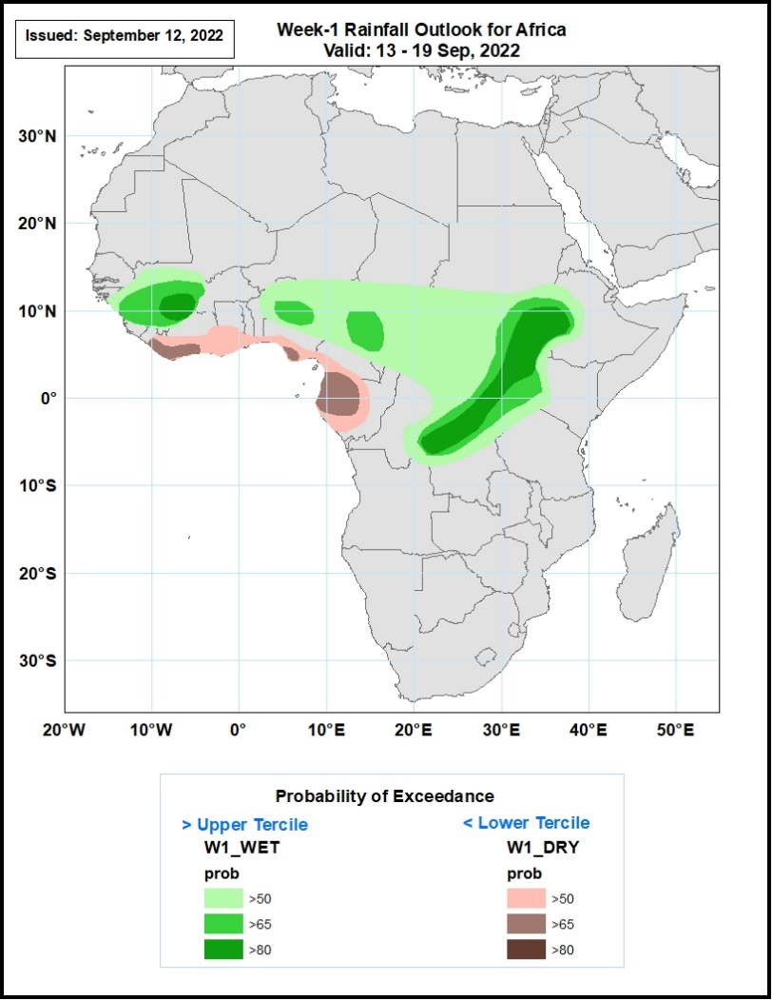 Issued: September 12, 2022
Week-1 Rainfall Outlook for Africa
Valid: 13 - 19 Sep, 2022
30°N
20°N
10°N
0°
10°S
20°S
30°S
20°W 10°W 0° 10°E 20°E 30°E 40°E 50°E
Probability of Exceedance
> Upper Tercile < Lower Tercile
W1_WET W1_DRY
prob prob
>50 >50
>65 >65
>80 >80